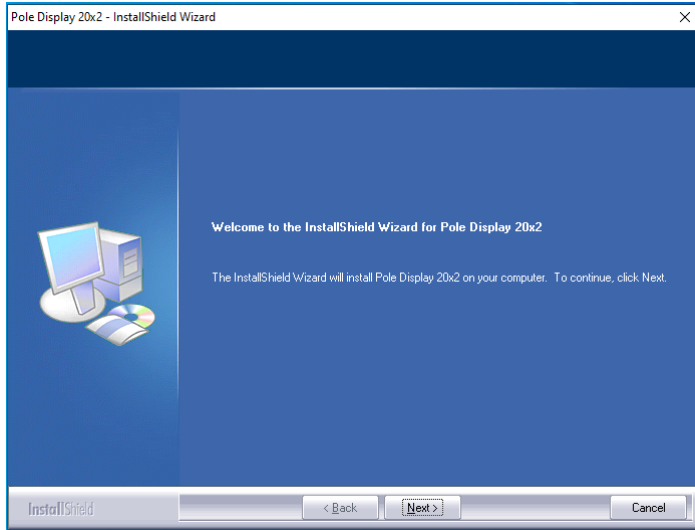 Pole Display 20x2 - InstallShield Wizard
Welcome to the InstallShield Wizard for Pole Display 20x2
The InstallShield Wizard will install Pole Display 20x2 on your computer.  To continue, click Next.
InstallShield
< Back
Next >
Cancel